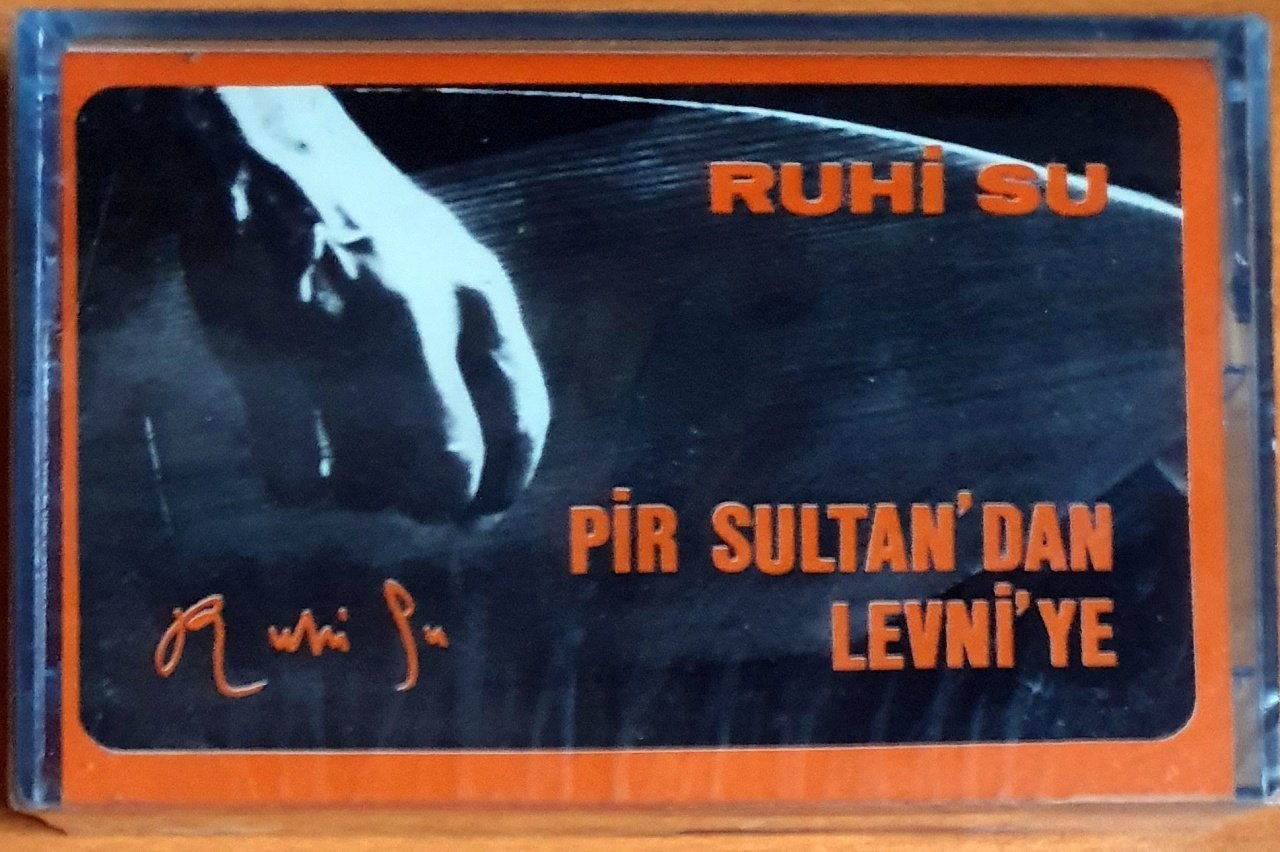 RUHİ SU
PİR SULTAN'DAN
LEVNİ'YE
Ruhi Su